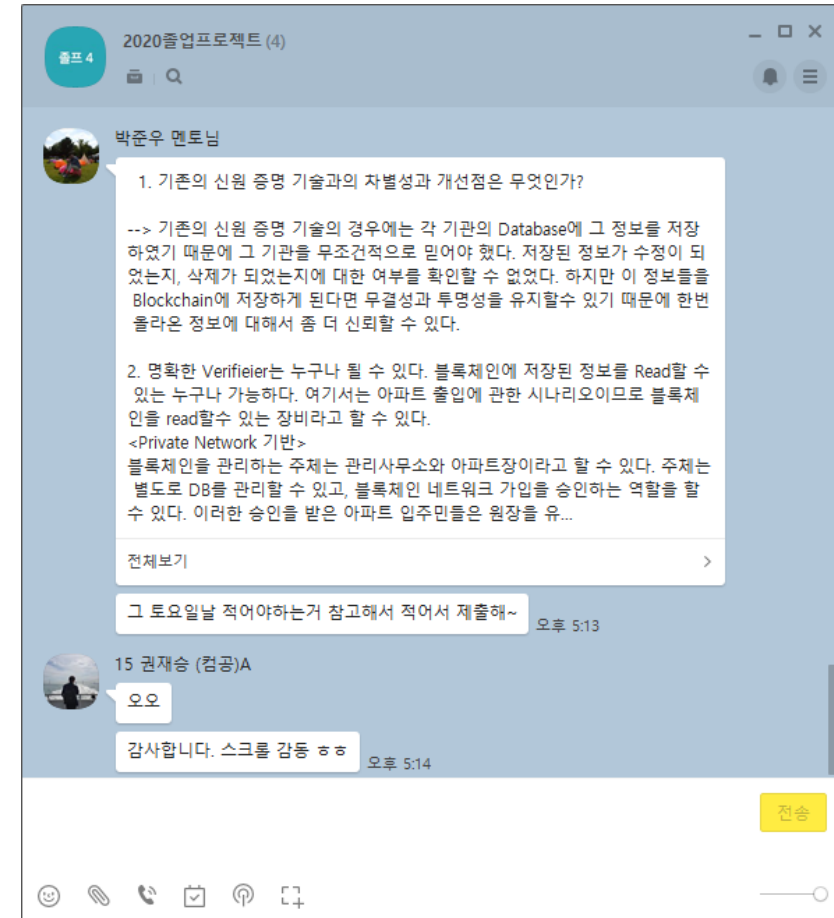 졸프 4
2020졸업프로젝트 (4)
박준우 멘토님
1. 기존의 신원 증명 기술과의 차별성과 개선점은 무엇인가?
--> 기존의 신원 증명 기술의 경우에는 각 기관의 Database에 그 정보를 저장
하였기 때문에 그 기관을 무조건적으로 믿어야 했다. 저장된 정보가 수정이 되
었는지, 삭제가 되었는지에 대한 여부를 확인할 수 없었다. 하지만 이 정보들을
Blockchain에 저장하게 된다면 무결성과 투명성을 유지할수 있기 때문에 한번
올라온 정보에 대해서 좀 더 신뢰할 수 있다.
2. 명확한 Verifieier는 누구나 될 수 있다. 블록체인에 저장된 정보를 Read할 수
있는 누구나 가능하다. 여기서는 아파트 출입에 관한 시나리오이므로 블록체
인을 read할수 있는 장비라고 할 수 있다.
<Private Network 기반>
블록체인을 관리하는 주체는 관리사무소와 아파트장이라고 할 수 있다. 주체는
별도로 DB를 관리할 수 있고, 블록체인 네트워크 가입을 승인하는 역할을 할
수 있다. 이러한 승인을 받은 아파트 입주민들은 원장을 유...
전체보기
그 토요일날 적어야하는거 참고해서 적어서 제출해~
오후 5:13
15 권재승 (컴공)A
오오
감사합니다. 스크롤 감동 ㅎㅎ
오후 5:14
전송